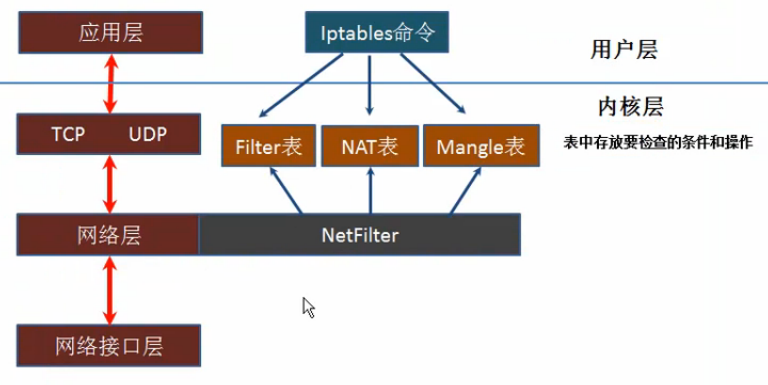 应用层
Iptables命令
用户层
内核层
TCP UDP
Filter表
NAT表
Mangle表
表中存放要检查的条件和操作
网络层
NetFilter
网络接口层